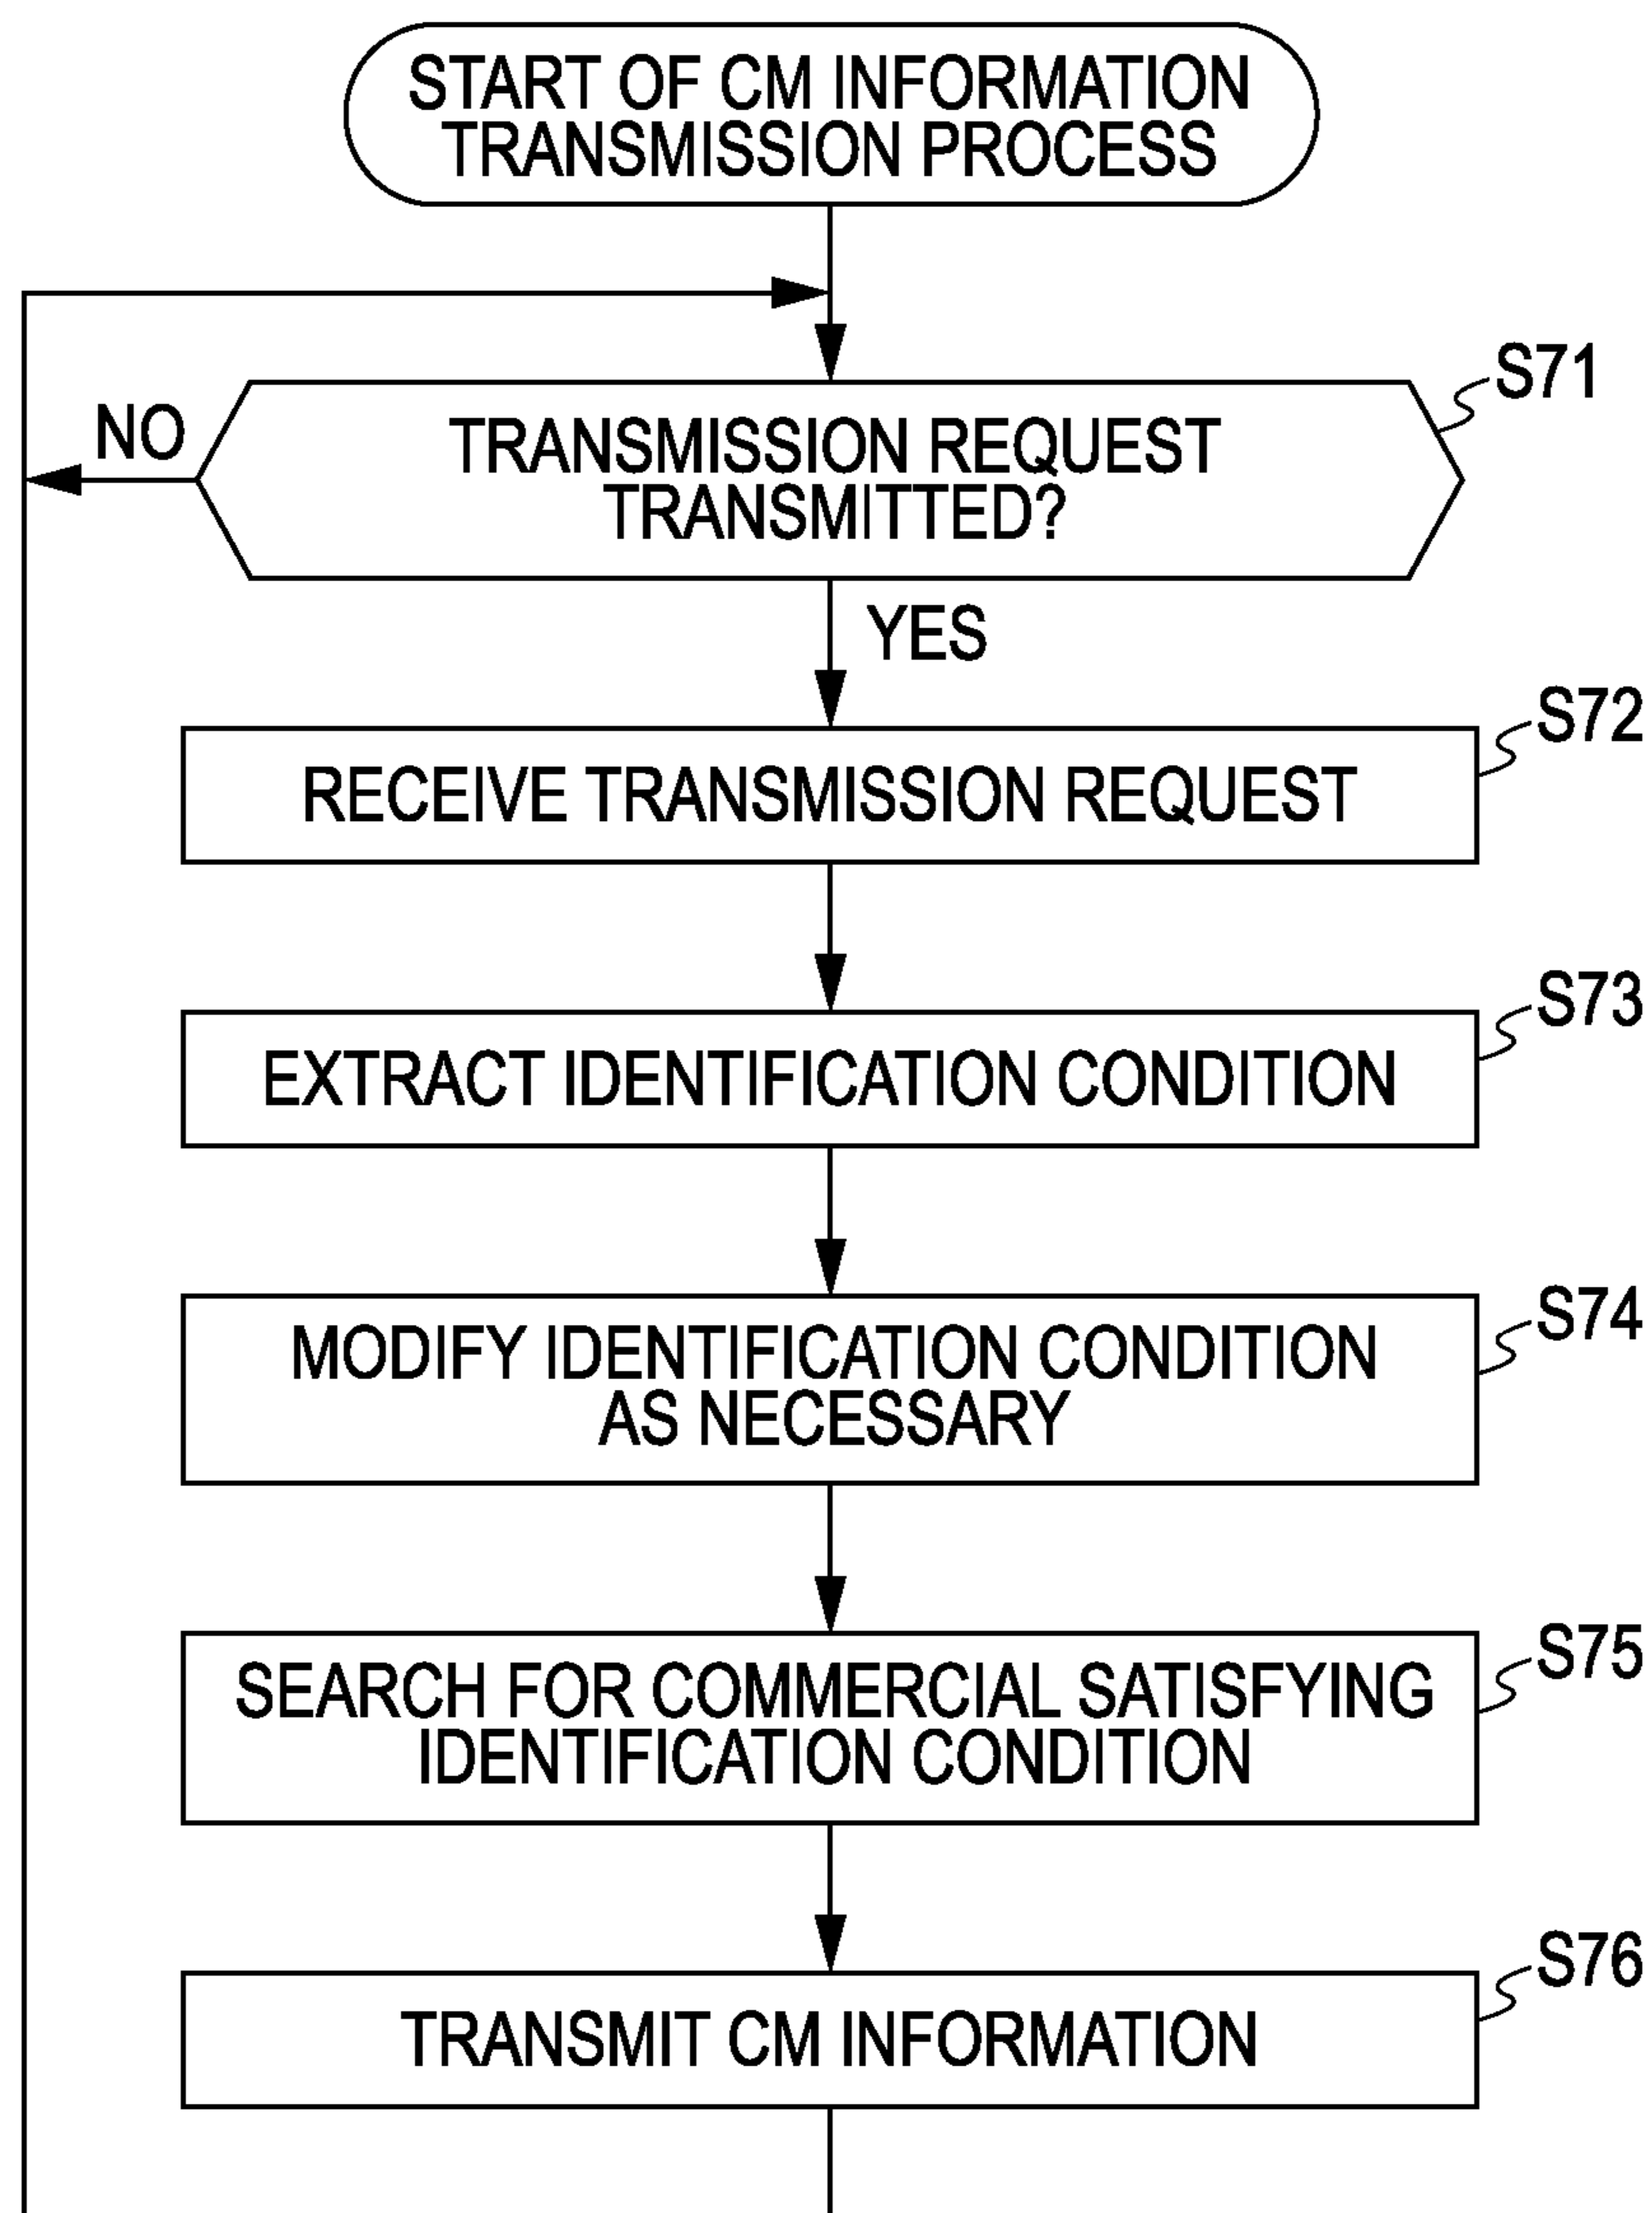 START OF CM INFORMATION
TRANSMISSION PROCESS
S71
NO
TRANSMISSION REQUEST
TRANSMITTED?
YES
S72
RECEIVE TRANSMISSION REQUEST
S73
EXTRACT IDENTIFICATION CONDITION
S74
MODIFY IDENTIFICATION CONDITION
AS NECESSARY
S75
SEARCH FOR COMMERCIAL SATISFYING
IDENTIFICATION CONDITION
S76
TRANSMIT CM INFORMATION